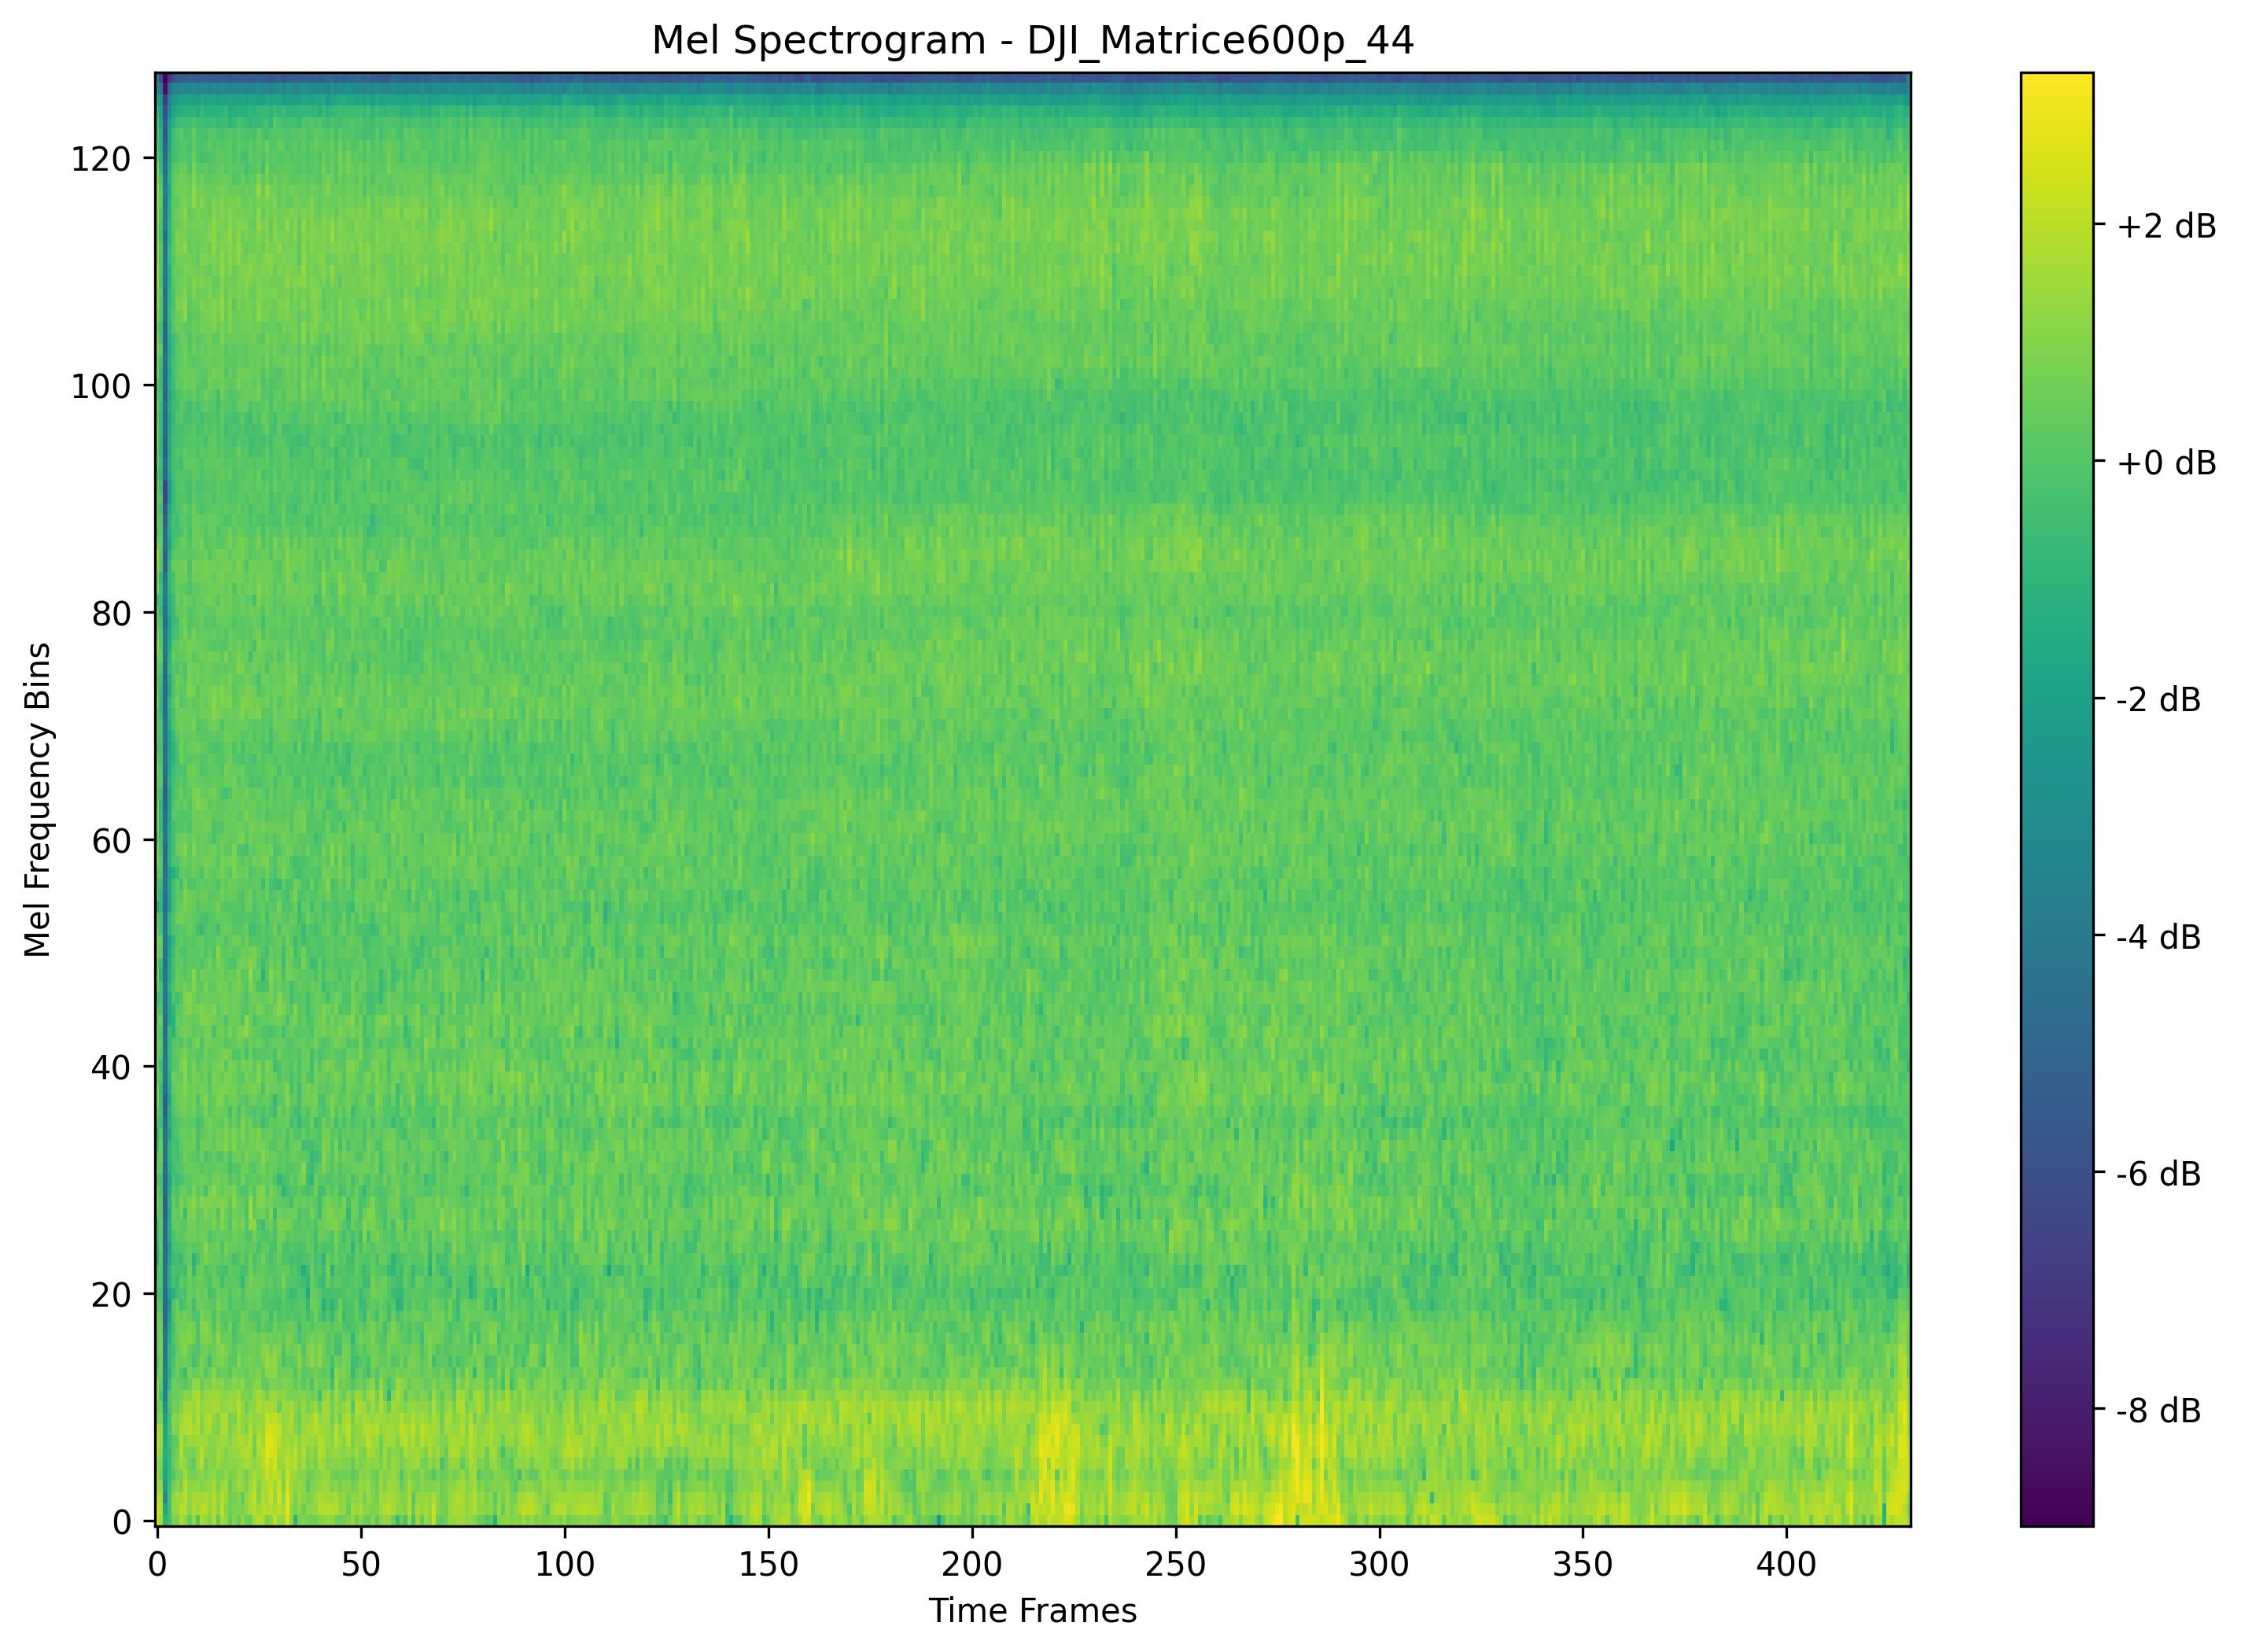 Mel Spectrogram - DJI_Matrice600p_44
120
100
80
60
40
20
0
Mel Frequency Bins
0 50 100 150 200 250 300 350 400
Time Frames
+2 dB
+0 dB
-2 dB
-4 dB
-6 dB
-8 dB